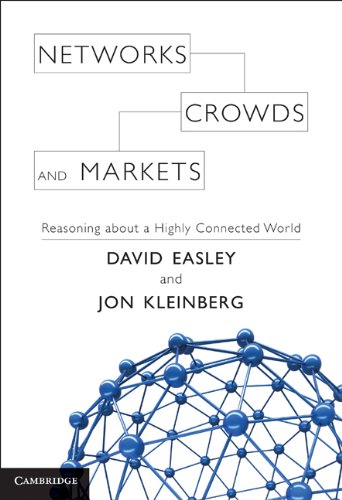 NETWORKS
CROWDS
AND MARKETS
Reasoning about a Highly Connected World
DAVID EASLEY
and
JON KLEINBERG
CAMBRIDGE